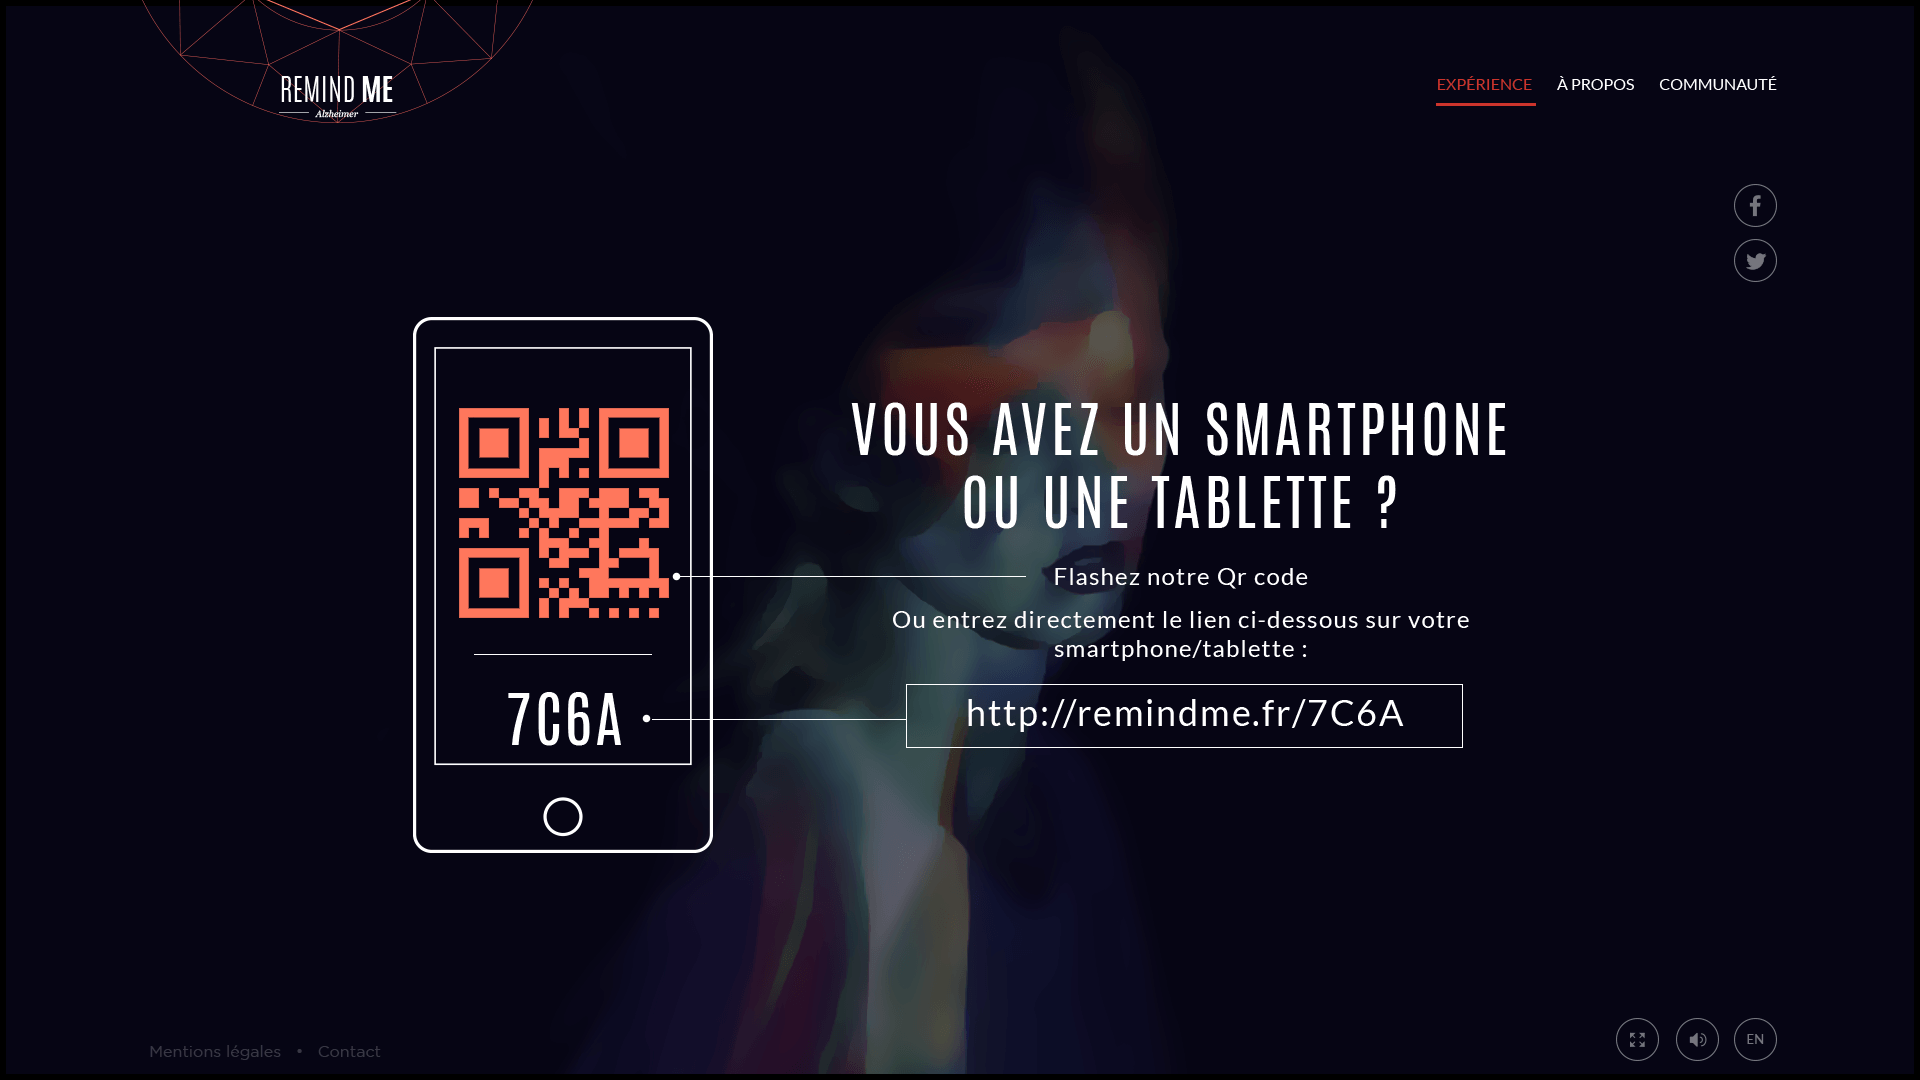 REMIND ME
Alzheimer
EXPÉRIENCE
À PROPOS
COMMUNAUTÉ
VOUS AVEZ UN SMARTPHONE
OU UNE TABLETTE ?
Flashez notre Qr code
Ou entrez directement le lien ci-dessous sur votre
smartphone/tablette :
7C6A
http://remindme.fr/7C6A
Mentions légales • Contact
EN